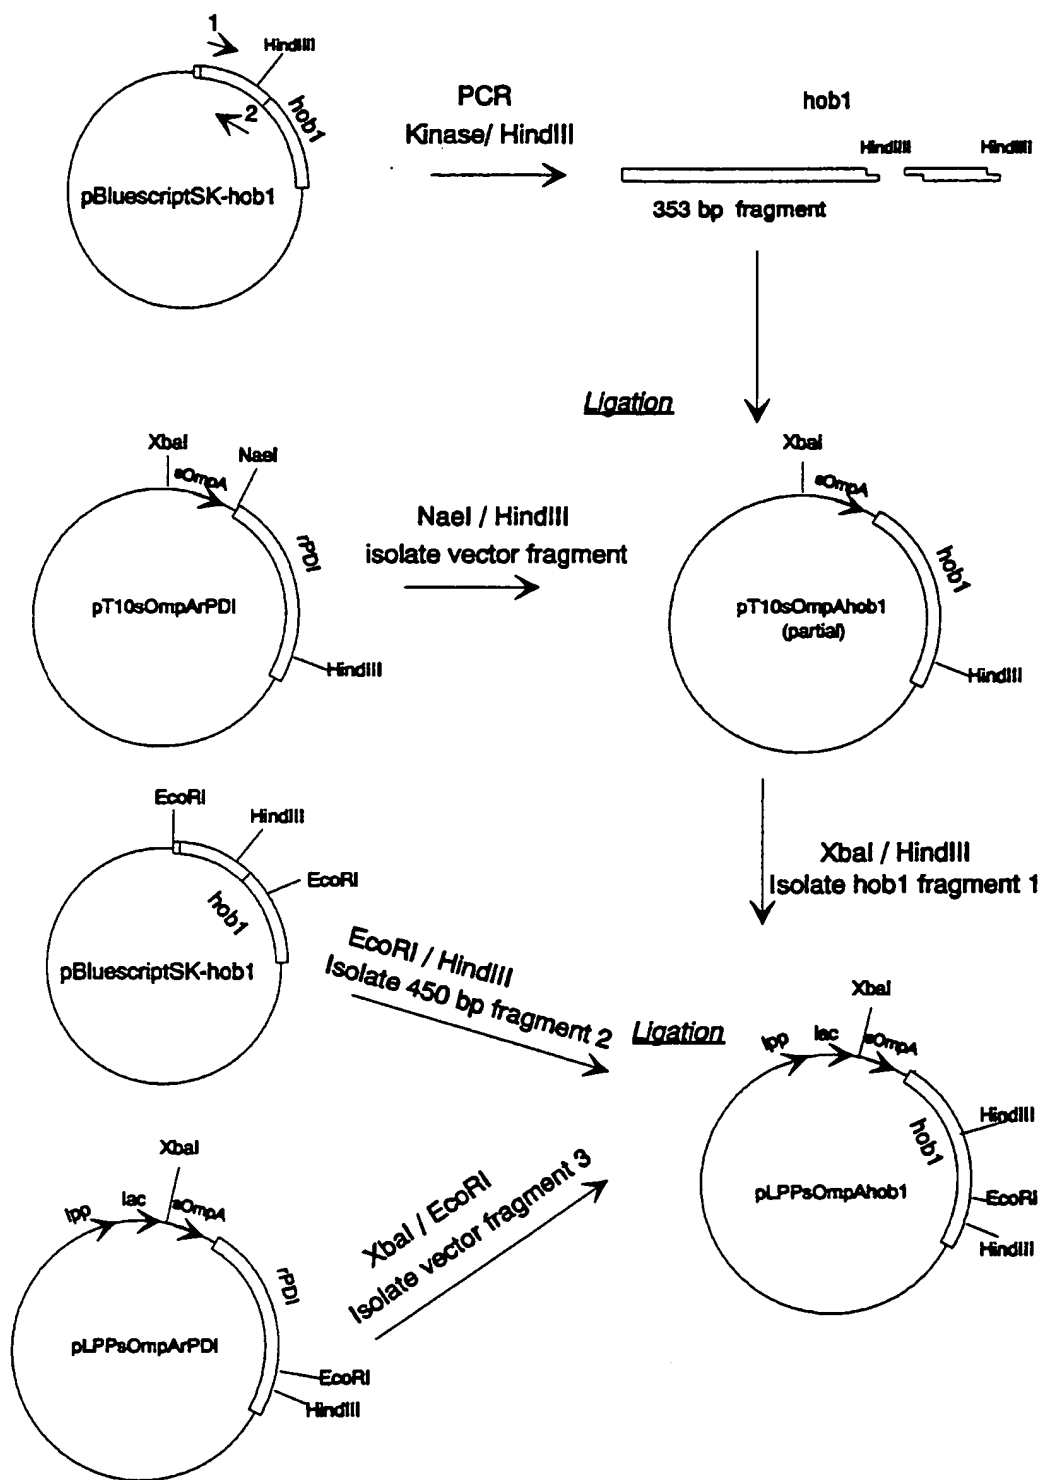 1
HindIII
hob1
2
pBluescriptSK-hob1
PCR
Kinase/ HindIII
hob1
HindIII
HindIII
353 bp fragment
Ligation
XbaI
sOmpA
NaeI
rPDI
pT10sOmpArPDI
HindIII
NaeI / HindIII
isolate vector fragment
XbaI
sOmpA
hob1
pT10sOmpAhob1
(partial)
HindIII
EcoRI
HindIII
EcoRI
hob1
pBluescriptSK-hob1
XbaI / HindIII
Isolate hob1 fragment 1
EcoRI / HindIII
Isolate 450 bp fragment 2
Ligation
XbaI
lpp
lac
sOmpA
HindIII
hob1
pLPPsOmpAhob1
EcoRI
HindIII
XbaI
lpp
lac
sOmpA
rPDI
pLPPsOmpArPDI
EcoRI
HindIII
XbaI / EcoRI
Isolate vector fragment 3